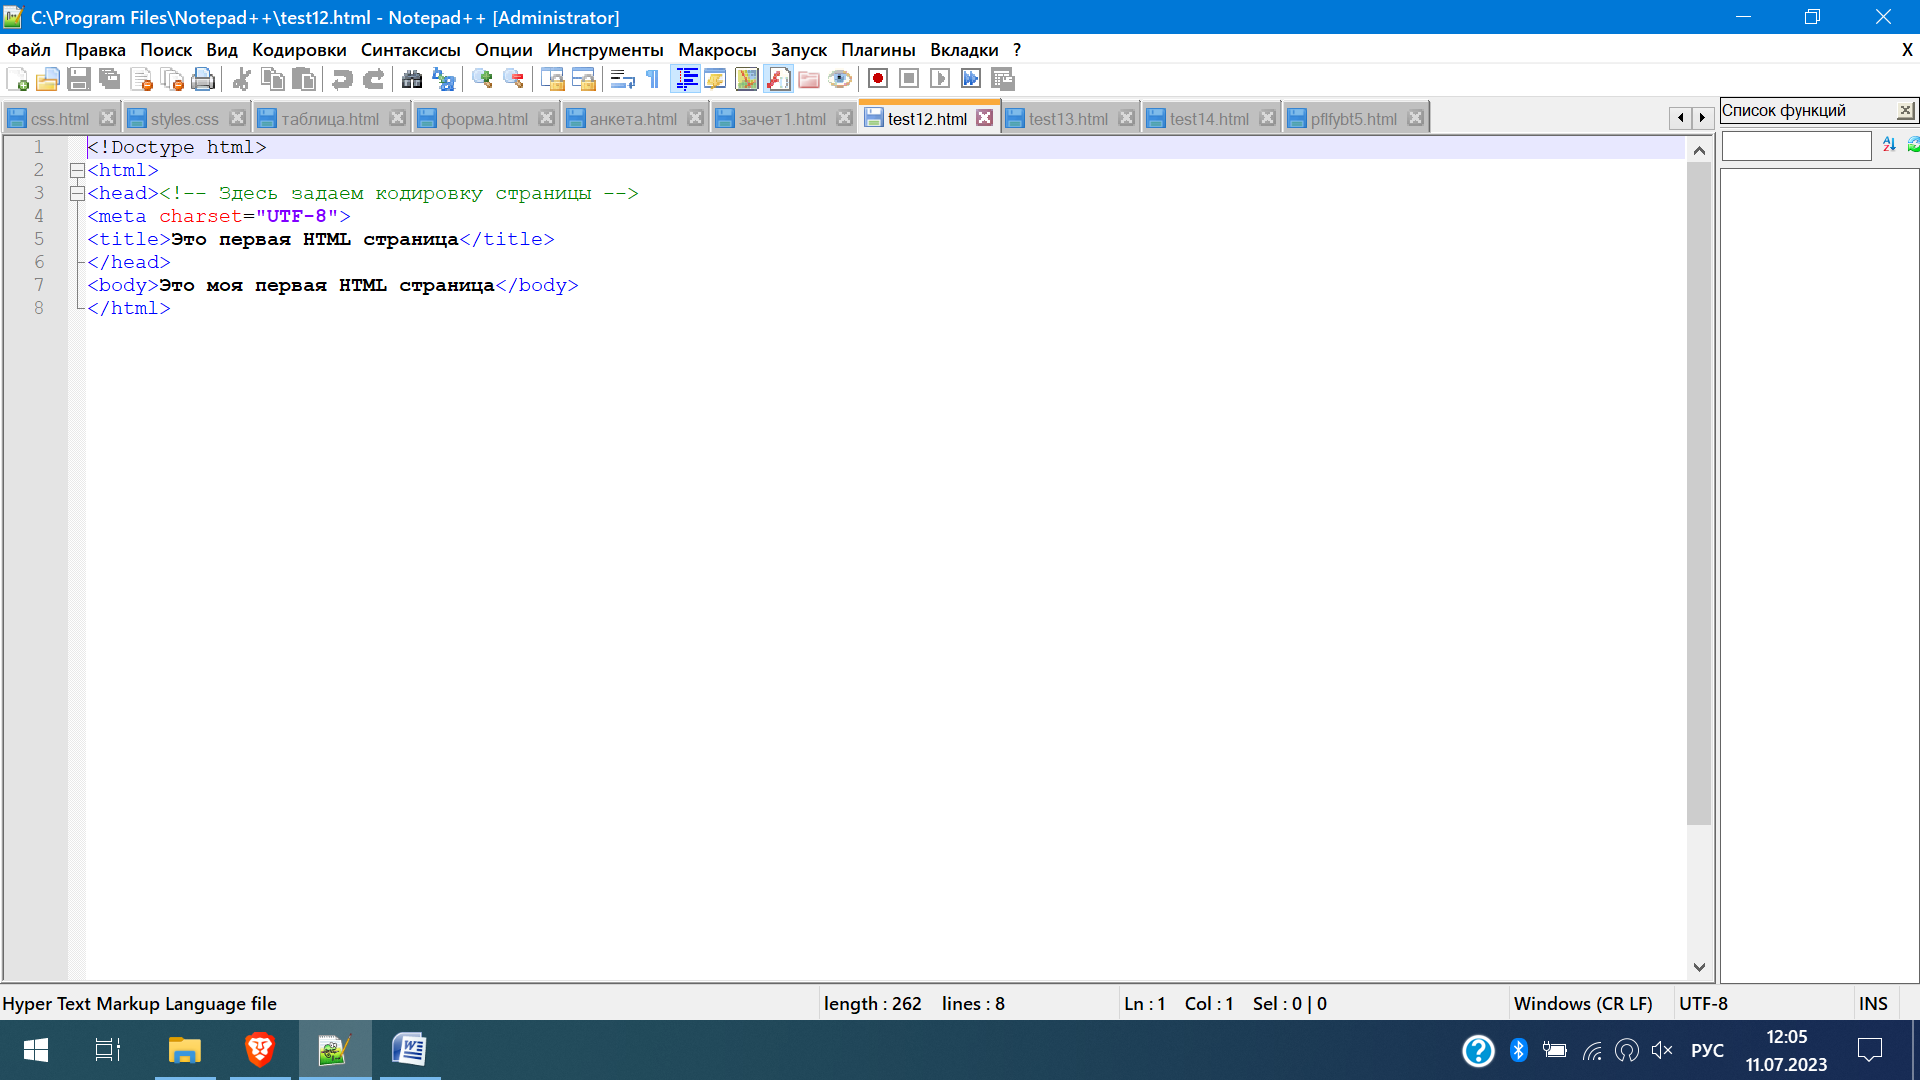 C:\Program Files\Notepad++\test12.html - Notepad++ [Administrator]
Файл Правка Поиск Вид Кодировки Синтаксисы Опции Инструменты Макросы Запуск Плагины Вкладки ? X
css.html styles.css таблица.html форма.html анкета.html зачет1.html test12.html test13.html test14.html pflfybt5.html
Список функций
1 <!Doctype html>
2 <html>
3 <head><!-- Здесь задаем кодировку страницы -->
4 <meta charset="UTF-8">
5 <title>Это первая HTML страница</title>
6 </head>
7 <body>Это моя первая HTML страница</body>
8 </html>
Hyper Text Markup Language file length : 262 lines : 8 Ln : 1 Col : 1 Sel : 0 | 0 Windows (CR LF) UTF-8 INS
РУС
12:05
11.07.2023